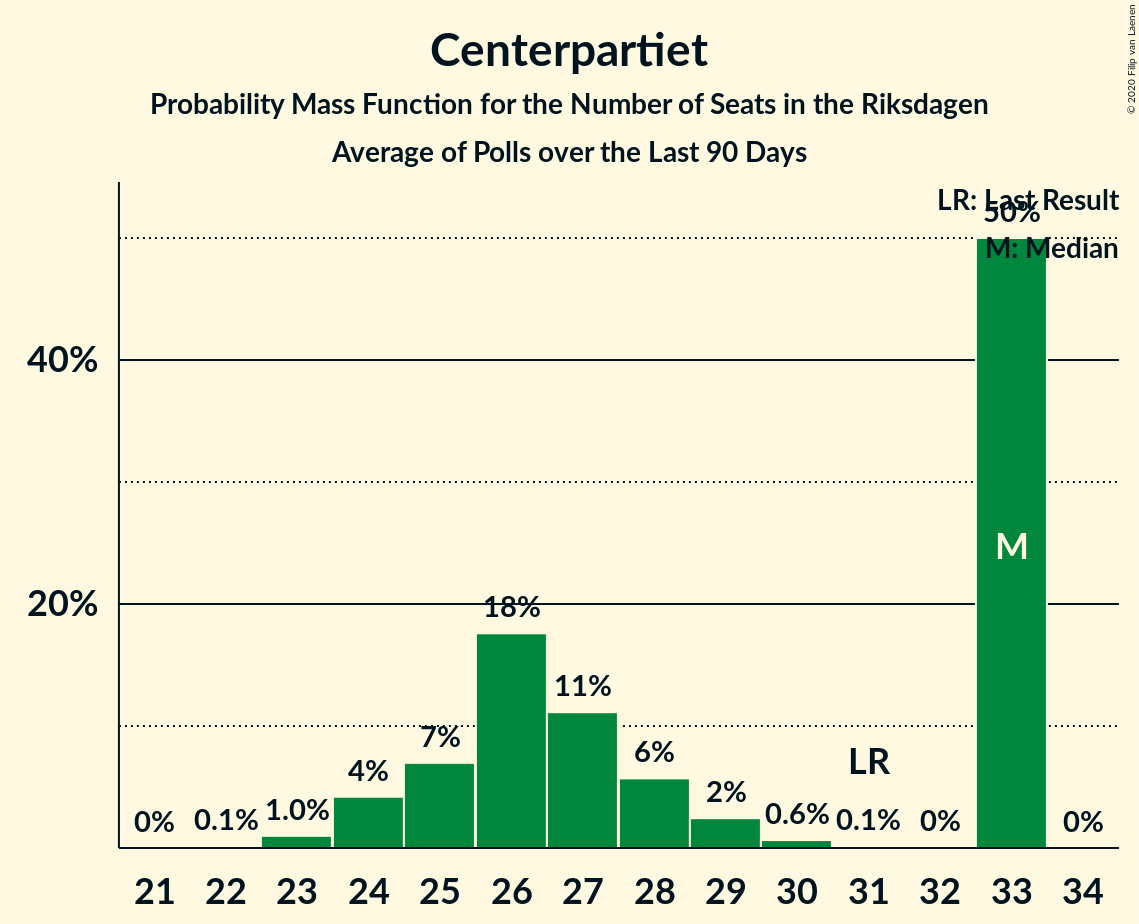 Centerpartiet
Probability Mass Function for the Number of Seats in the Riksdagen
Average of Polls over the Last 90 Days
© 2020 Filip van Laenen
LR: Last Result
M: Median
50%
40%
20%
M
18%
11%
7%
6%
LR
4%
2%
1.0%
0.6%
0%
0.1%
0.1%
0%
0%
21 22 23 24 25 26 27 28 29 30 31 32 33 34